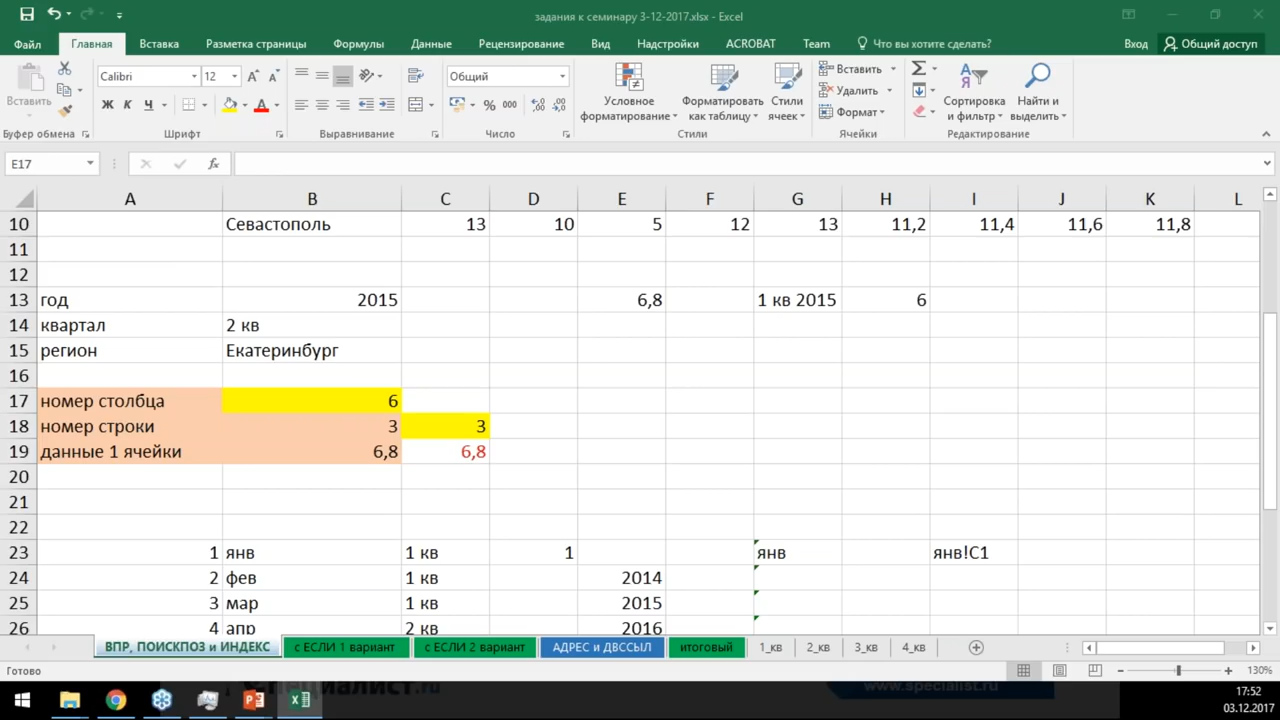 задания к семинару 3-12-2017.xlsx - Excel
Файл Главная Вставка Разметка страницы Формулы Данные Рецензирование Вид Надстройки ACROBAT Team Что вы хотите сделать? Вход Общий доступ
Вставить
Буфер обмена
Calibri 12
Ж К Ч
Шрифт
Выравнивание
Общий
% 000
Число
Условное форматирование
Форматировать как таблицу
Стили ячеек
Стили
Вставить
Удалить
Формат
Ячейки
Сортировка и фильтр
Найти и выделить
Редактирование
E17 fx
A B C D E F G H I J K L
10 Севастополь 13 10 5 12 13 11,2 11,4 11,6 11,8
11
12
13 год 2015 6,8 1 кв 2015 6
14 квартал 2 кв
15 регион Екатеринбург
16
17 номер столбца 6
18 номер строки 3 3
19 данные 1 ячейки 6,8 6,8
20
21
22
23 1 янв 1 кв 1 янв янв!C1
24 2 фев 1 кв 2014
25 3 мар 1 кв 2015
26 4 апр 2 кв 2016
ВПР, ПОИСКПОЗ и ИНДЕКС с ЕСЛИ 1 вариант с ЕСЛИ 2 вариант АДРЕС и ДВССЫЛ итоговый 1_кв 2_кв 3_кв 4_кв
Готово 130%
www.specialist.ru
17:52
03.12.2017